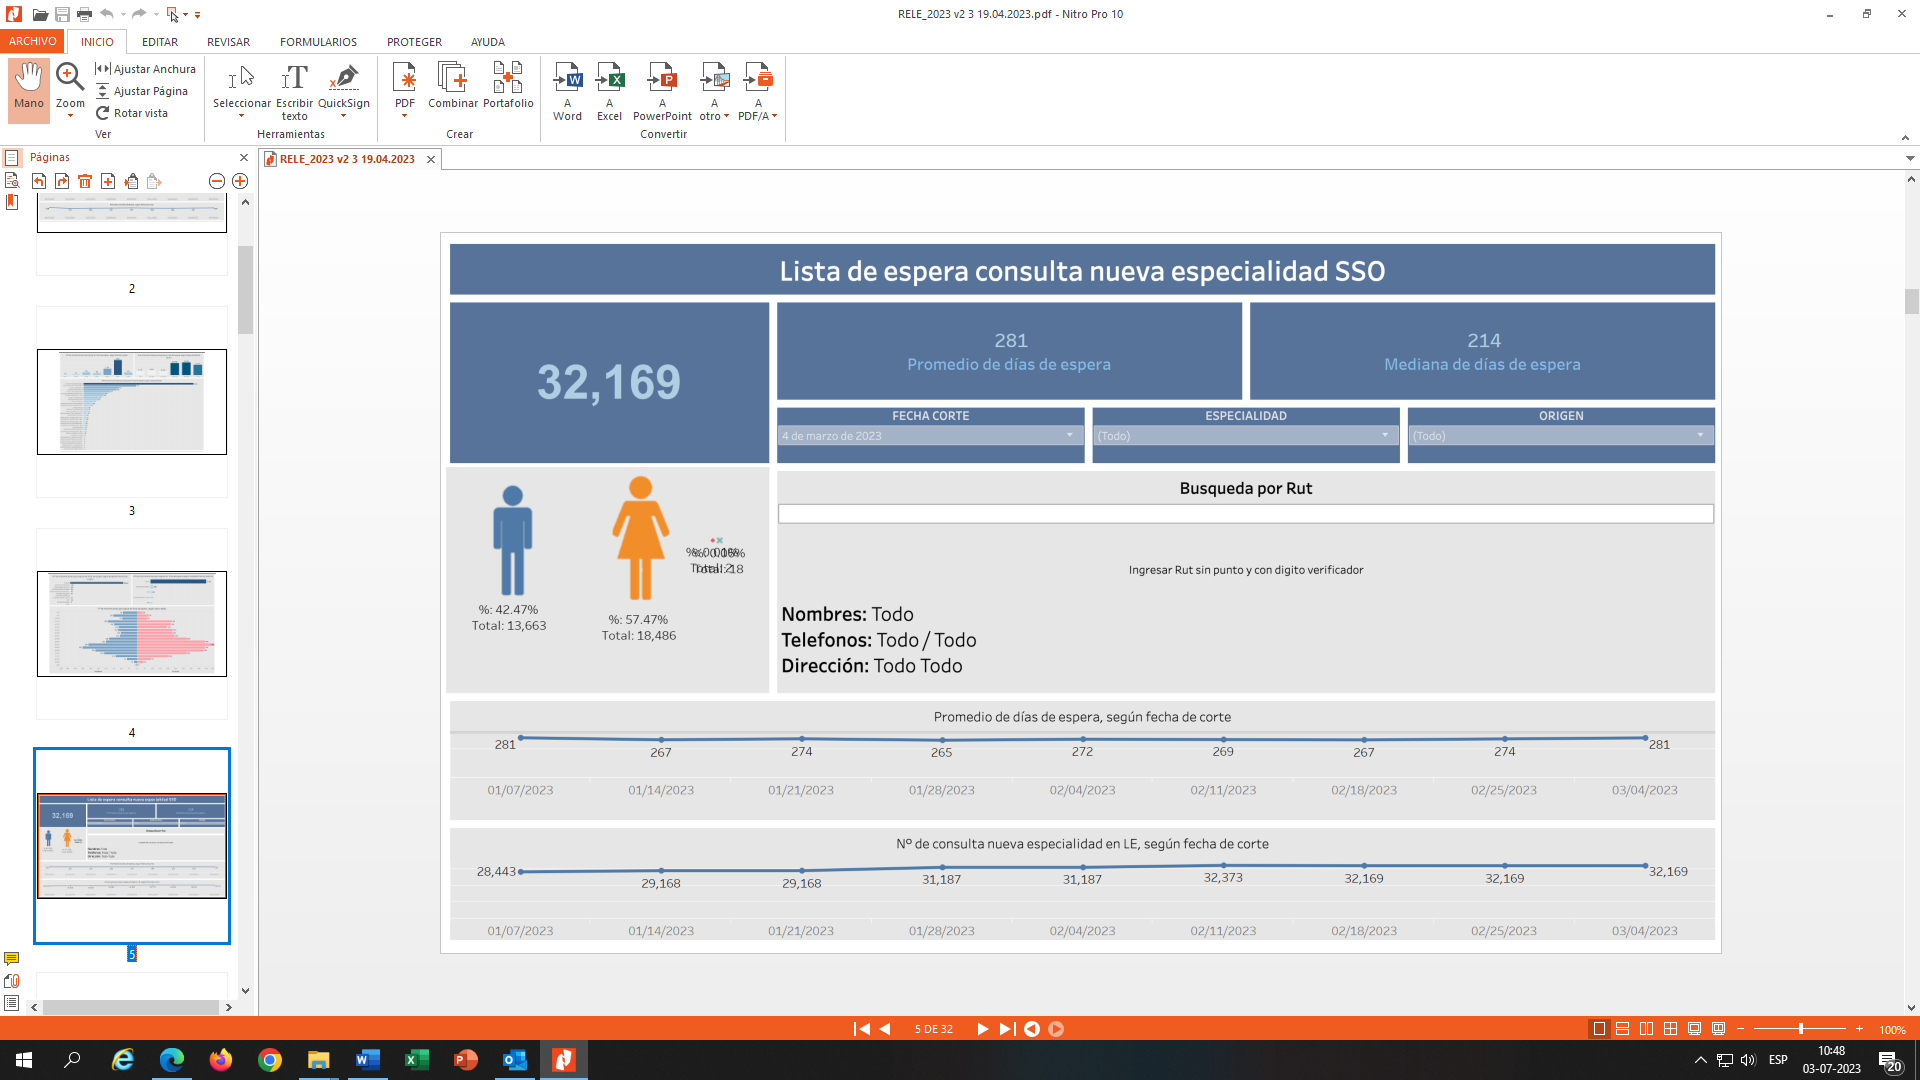 RELE_2023 v2 3 19.04.2023.pdf - Nitro Pro 10
ARCHIVO INICIO EDITAR REVISAR FORMULARIOS PROTEGER AYUDA
Mano
Zoom
Ajustar Anchura
Ajustar Página
Rotar vista
Ver
Seleccionar
Escribir texto
QuickSign
Herramientas
PDF
Combinar
Portafolio
Crear
A Word
A Excel
A PowerPoint
A otro
A PDF/A
Convertir
Páginas
RELE_2023 v2 3 19.04.2023
2
3
4
5
Lista de espera consulta nueva especialidad SSO
32,169
281
Promedio de días de espera
214
Mediana de días de espera
FECHA CORTE
4 de marzo de 2023
ESPECIALIDAD
(Todo)
ORIGEN
(Todo)
%: 42.47%
Total: 13,663
%: 57.47%
Total: 18,486
Busqueda por Rut
Ingresar Rut sin punto y con digito verificador
Nombres: Todo
Telefonos: Todo / Todo
Dirección: Todo Todo
Promedio de días de espera, según fecha de corte
281 267 274 265 272 269 267 274 281
01/07/2023 01/14/2023 01/21/2023 01/28/2023 02/04/2023 02/11/2023 02/18/2023 02/25/2023 03/04/2023
Nº de consulta nueva especialidad en LE, según fecha de corte
28,443 29,168 29,168 31,187 31,187 32,373 32,169 32,169 32,169
01/07/2023 01/14/2023 01/21/2023 01/28/2023 02/04/2023 02/11/2023 02/18/2023 02/25/2023 03/04/2023
5 DE 32
100%
ESP
10:48
03-07-2023
20